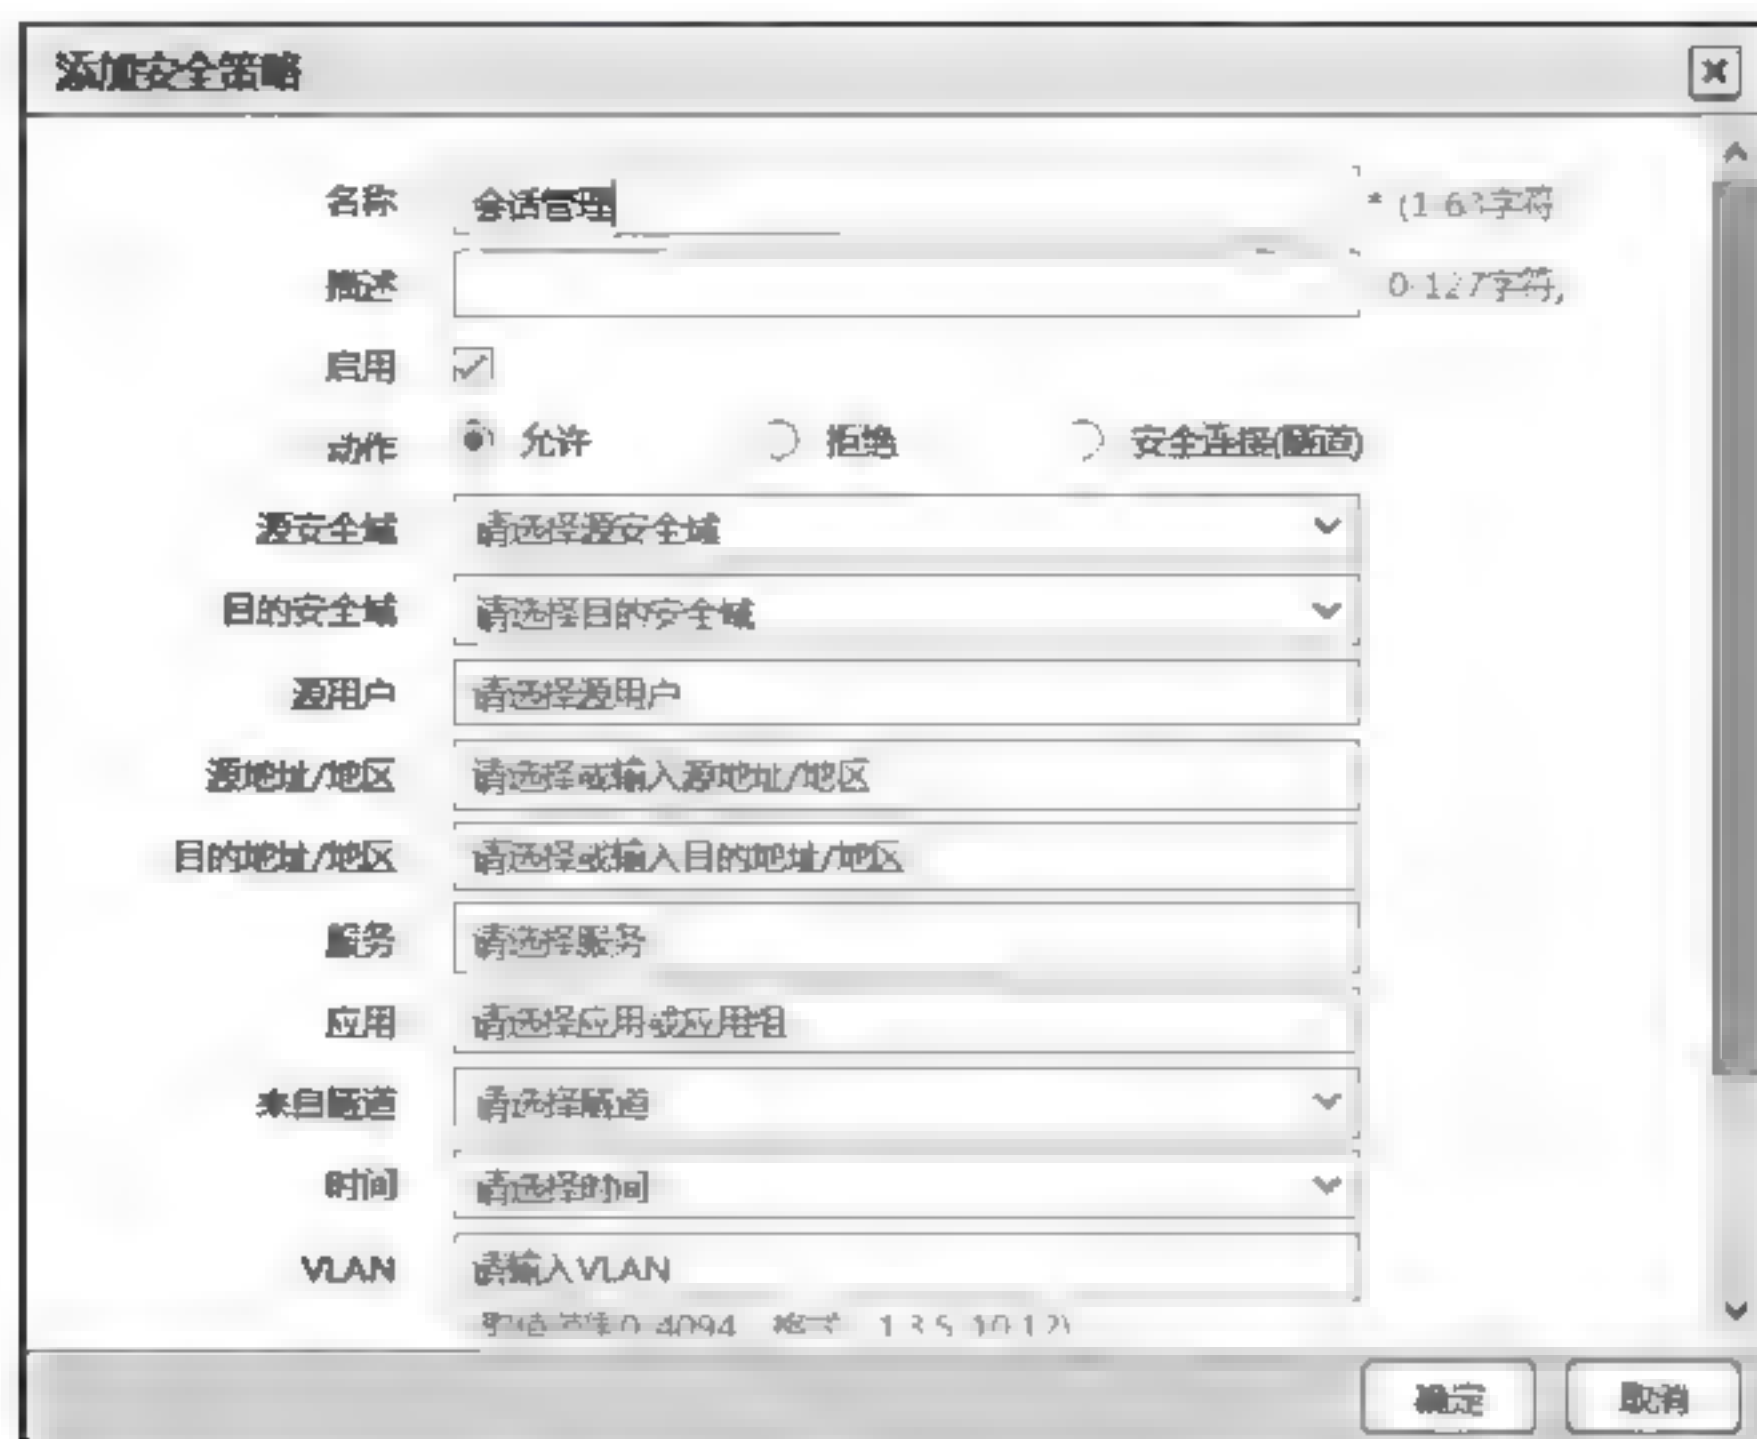 添加安全策略
名称 会话管理 * (1-63字符
描述 0-127字符,
启用
动作 允许 拒绝 安全连接(隧道)
源安全域 请选择源安全域
目的安全域 请选择目的安全域
源用户 请选择源用户
源地址/地区 请选择或输入源地址/地区
目的地址/地区 请选择或输入目的地址/地区
服务 请选择服务
应用 请选择应用或应用组
来自隧道 请选择隧道
时间 请选择时间
VLAN 请输入VLAN
0-4094 格式
确定 取消